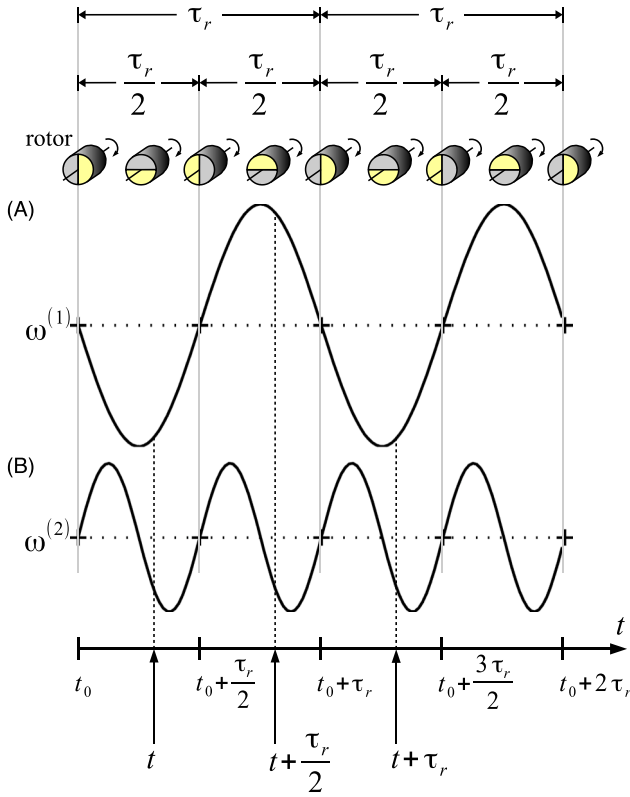 τr τr
τr/2 τr/2 τr/2 τr/2
rotor
(A)
ω(1)
(B)
ω(2)
t
t0 t0+τr/2 t0+τr t0+3τr/2 t0+2τr
t t+τr/2 t+τr